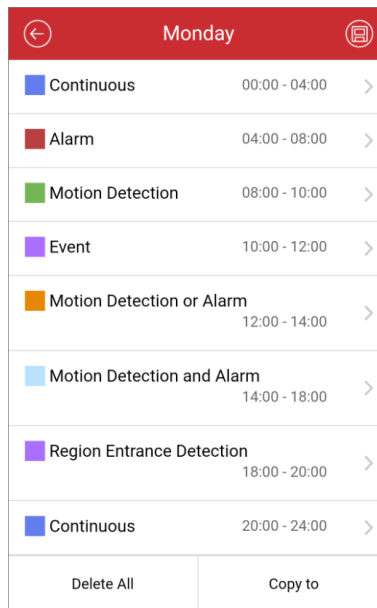 Monday
Continuous 00:00 - 04:00
Alarm 04:00 - 08:00
Motion Detection 08:00 - 10:00
Event 10:00 - 12:00
Motion Detection or Alarm
12:00 - 14:00
Motion Detection and Alarm
14:00 - 18:00
Region Entrance Detection
18:00 - 20:00
Continuous 20:00 - 24:00
Delete All Copy to